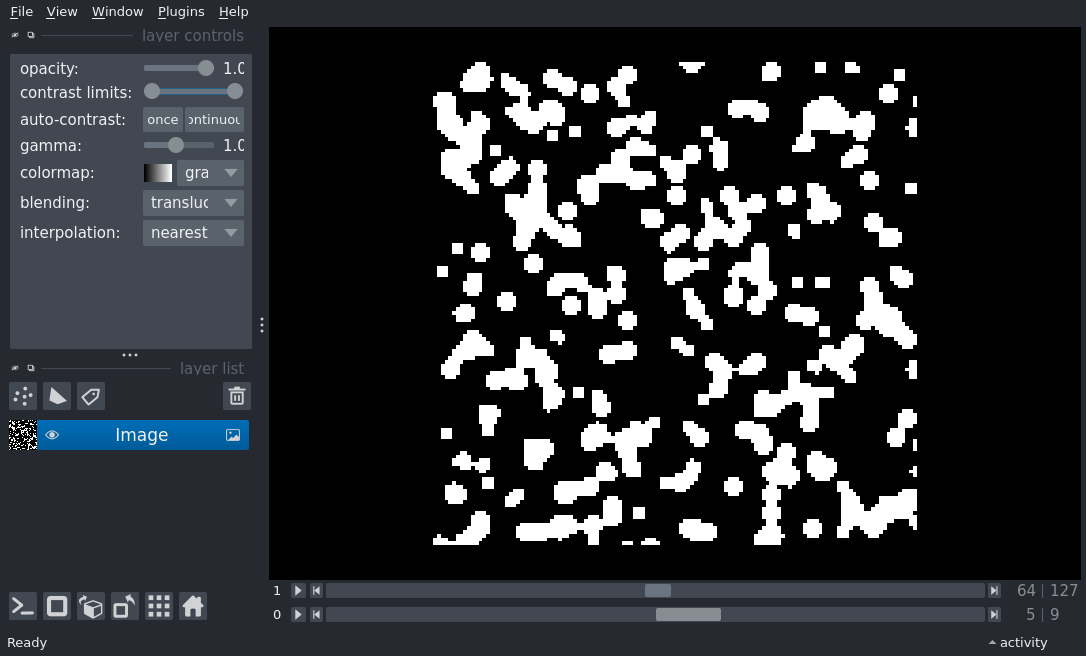 File View Window Plugins Help
layer controls
opacity: 1.0
contrast limits:
auto-contrast: once ontinuou
gamma: 1.0
colormap: gra
blending: transluc
interpolation: nearest
layer list
Image
1 64 | 127
0 5 | 9
Ready activity